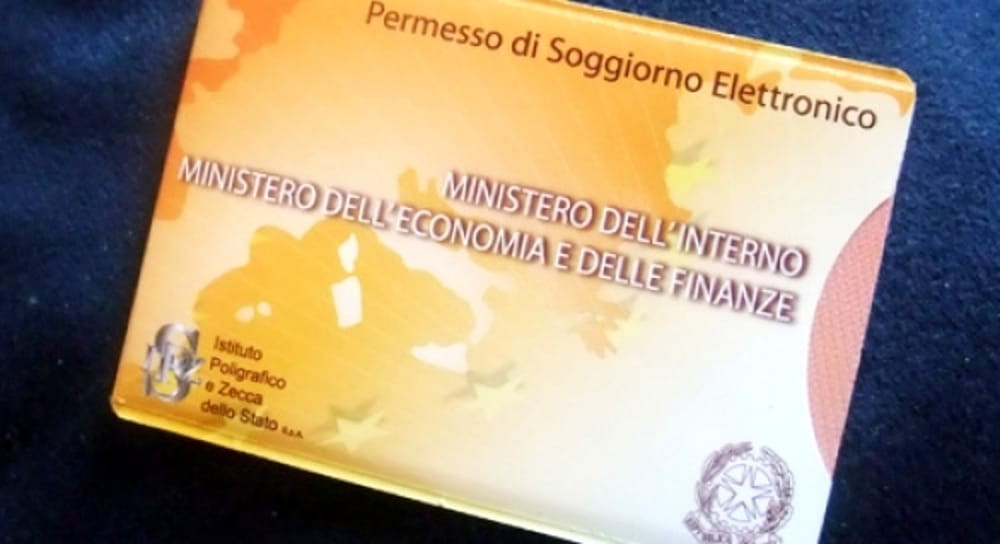 Permesso di Soggiorno Elettronico
MINISTERO DELL'INTERNO
MINISTERO DELL'ECONOMIA E DELLE FINANZE
Istituto
Poligrafico
e Zecca
dello Stato S.p.A.